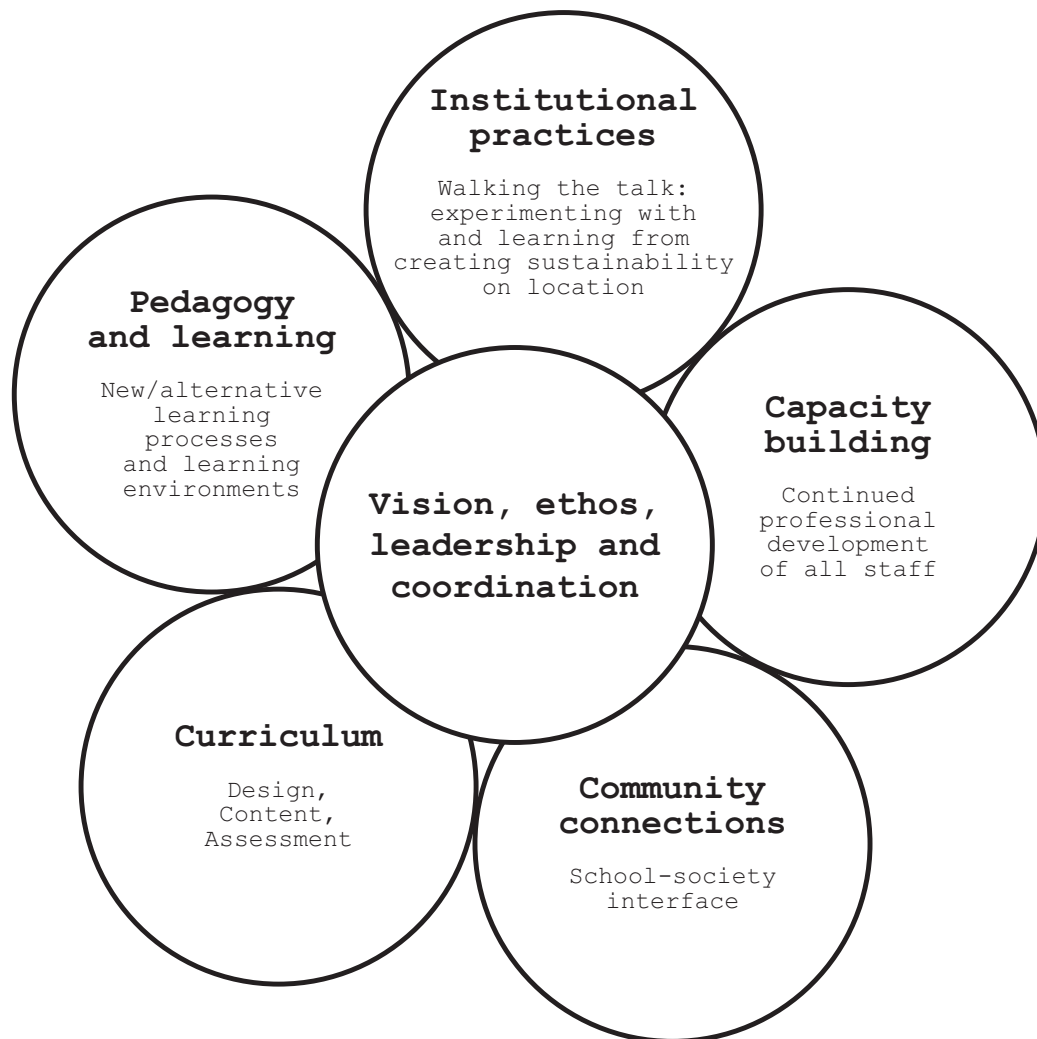 Institutional
practices
Walking the talk:
experimenting with
and learning from
creating sustainability
on location
Pedagogy
and learning
New/alternative
learning
processes
and learning
environments
Capacity
building
Continued
professional
development
of all staff
Vision, ethos,
leadership and
coordination
Curriculum
Design,
Content,
Assessment
Community
connections
School-society
interface